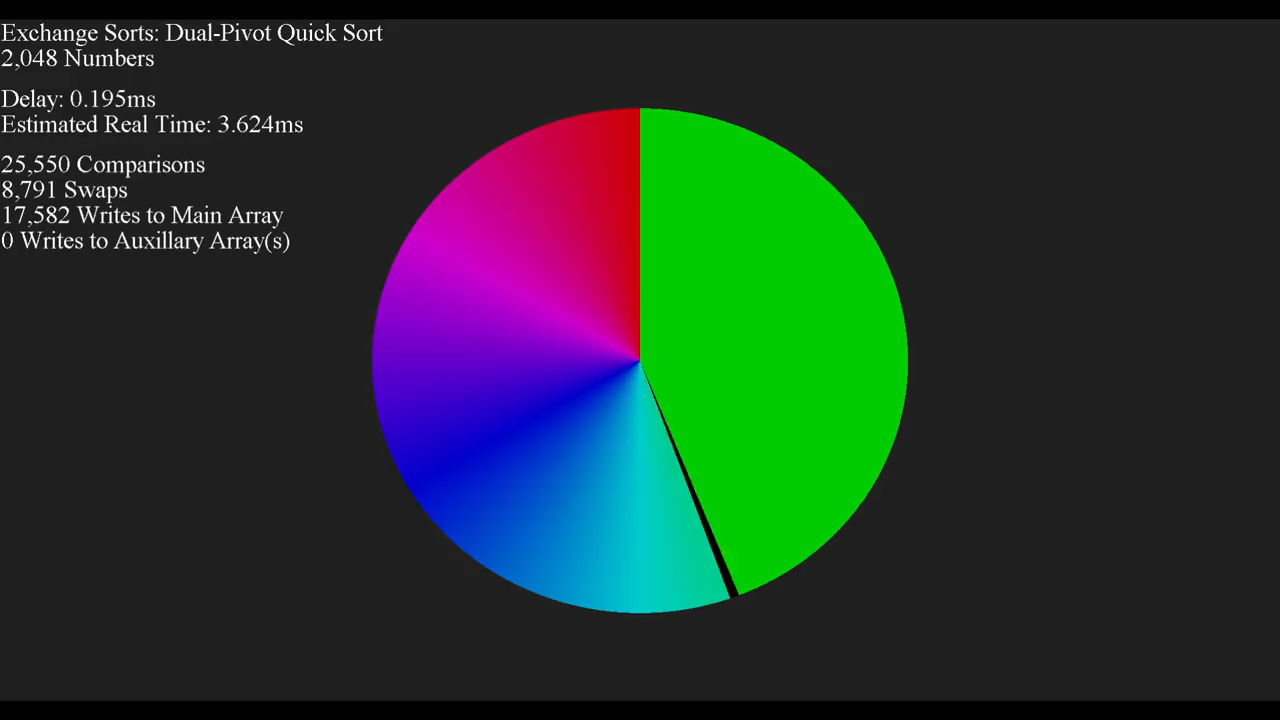 Exchange Sorts: Dual-Pivot Quick Sort
2,048 Numbers
Delay: 0.195ms
Estimated Real Time: 3.624ms
25,550 Comparisons
8,791 Swaps
17,582 Writes to Main Array
0 Writes to Auxillary Array(s)